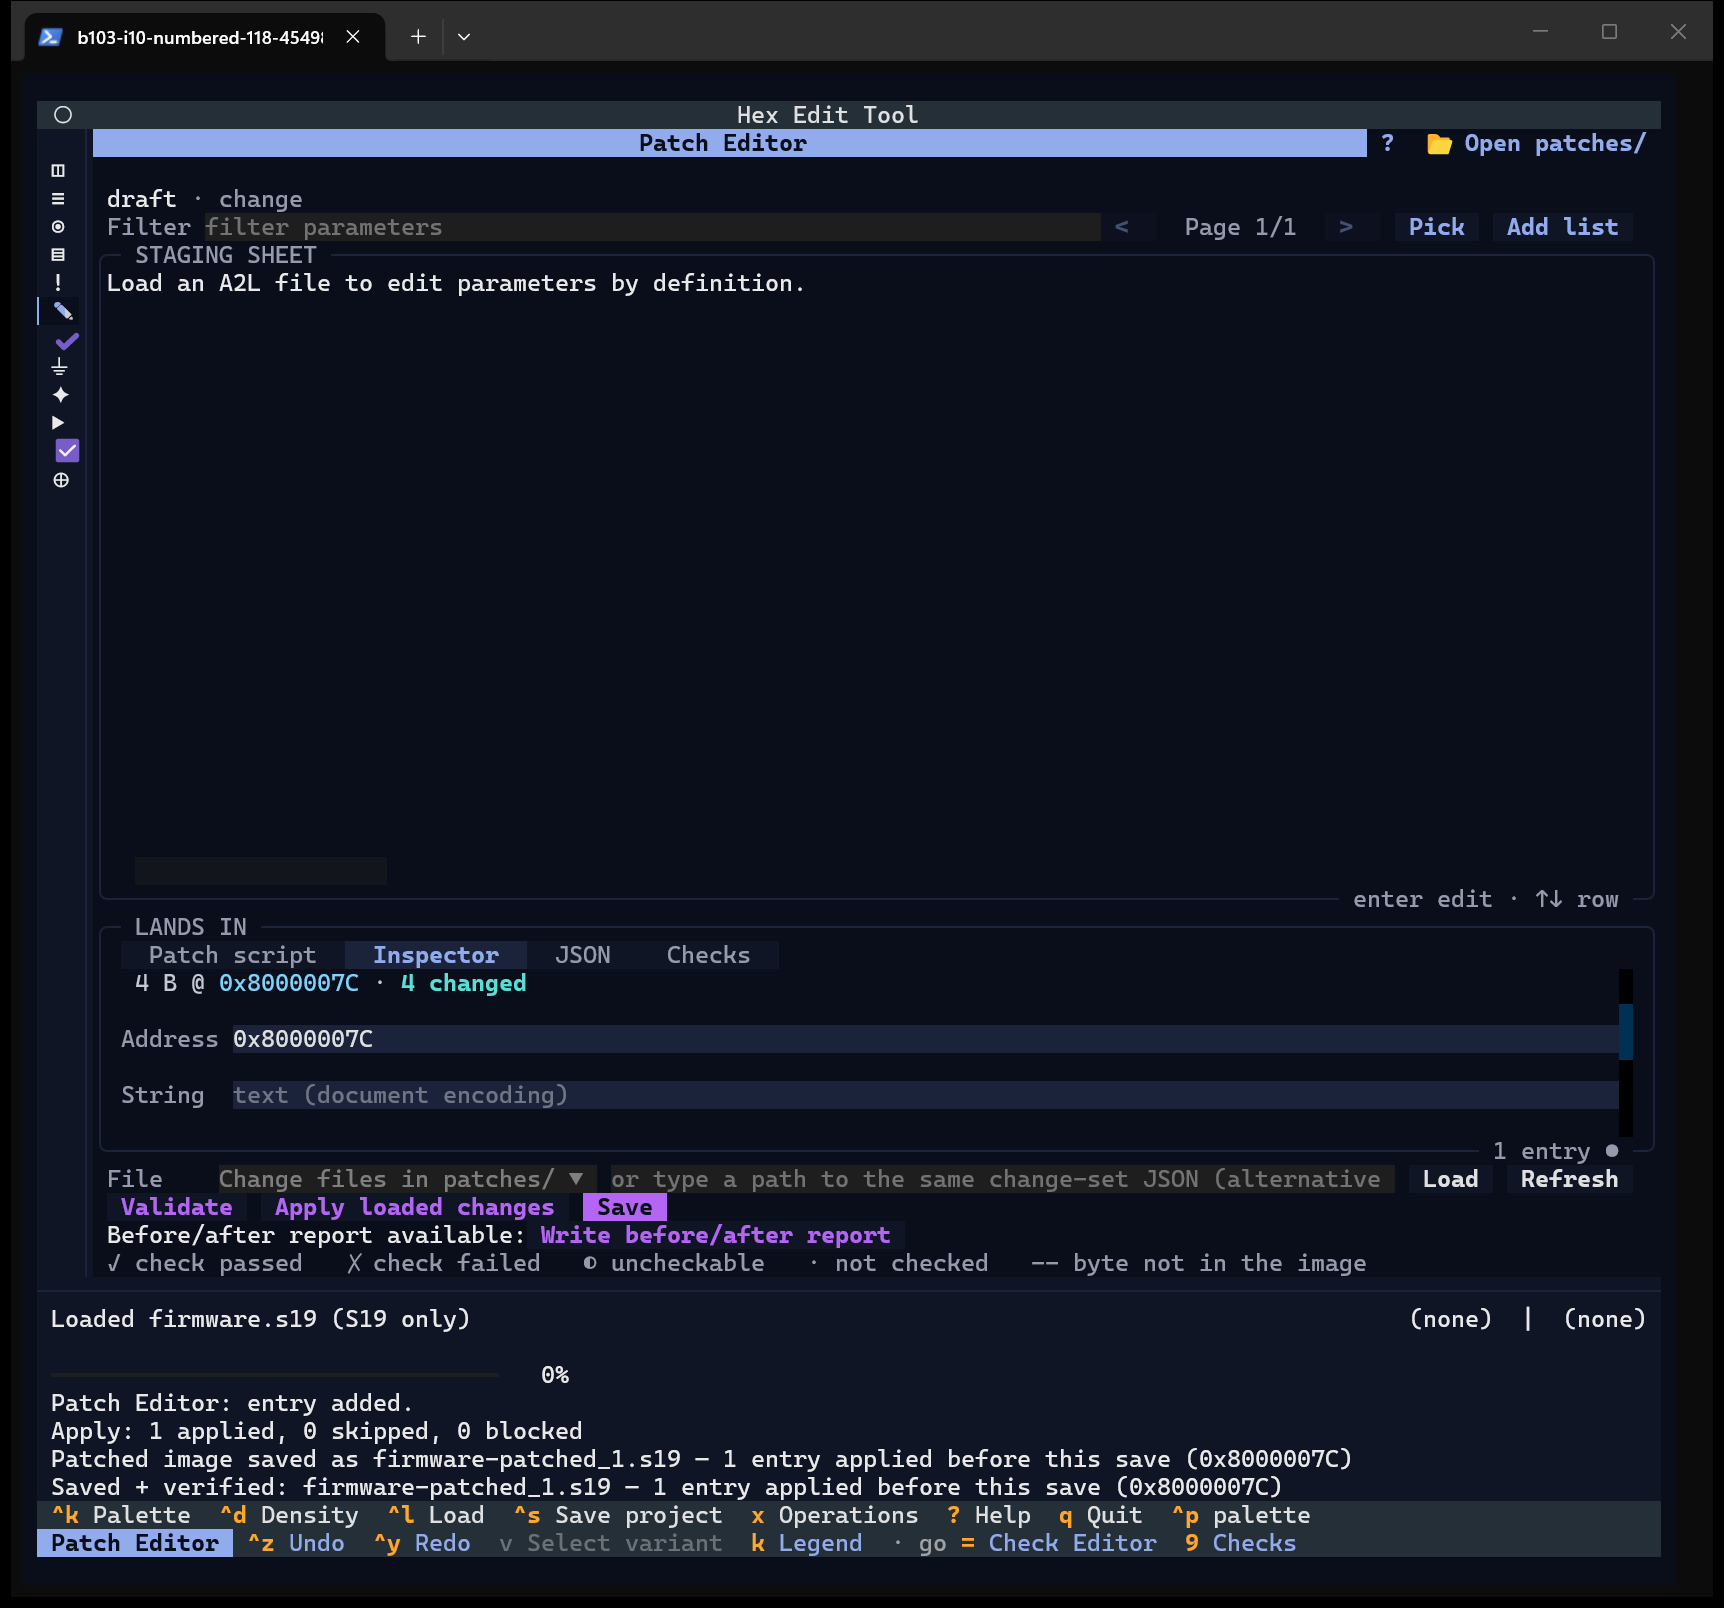 b103-i10-numbered-118-4549
Hex Edit Tool
Patch Editor ? Open patches/
draft · change
Filter filter parameters < Page 1/1 > Pick Add list
STAGING SHEET
Load an A2L file to edit parameters by definition.
enter edit · ↑↓ row
LANDS IN
Patch script Inspector JSON Checks
4 B @ 0x8000007C · 4 changed
Address 0x8000007C
String text (document encoding)
1 entry ●
File Change files in patches/ ▼ or type a path to the same change-set JSON (alternative Load Refresh
Validate Apply loaded changes Save
Before/after report available: Write before/after report
✓ check passed ✗ check failed ◐ uncheckable · not checked -- byte not in the image
Loaded firmware.s19 (S19 only) (none) | (none)
0%
Patch Editor: entry added.
Apply: 1 applied, 0 skipped, 0 blocked
Patched image saved as firmware-patched_1.s19 — 1 entry applied before this save (0x8000007C)
Saved + verified: firmware-patched_1.s19 — 1 entry applied before this save (0x8000007C)
^k Palette ^d Density ^l Load ^s Save project x Operations ? Help q Quit ^p palette
Patch Editor ^z Undo ^y Redo v Select variant k Legend · go = Check Editor 9 Checks